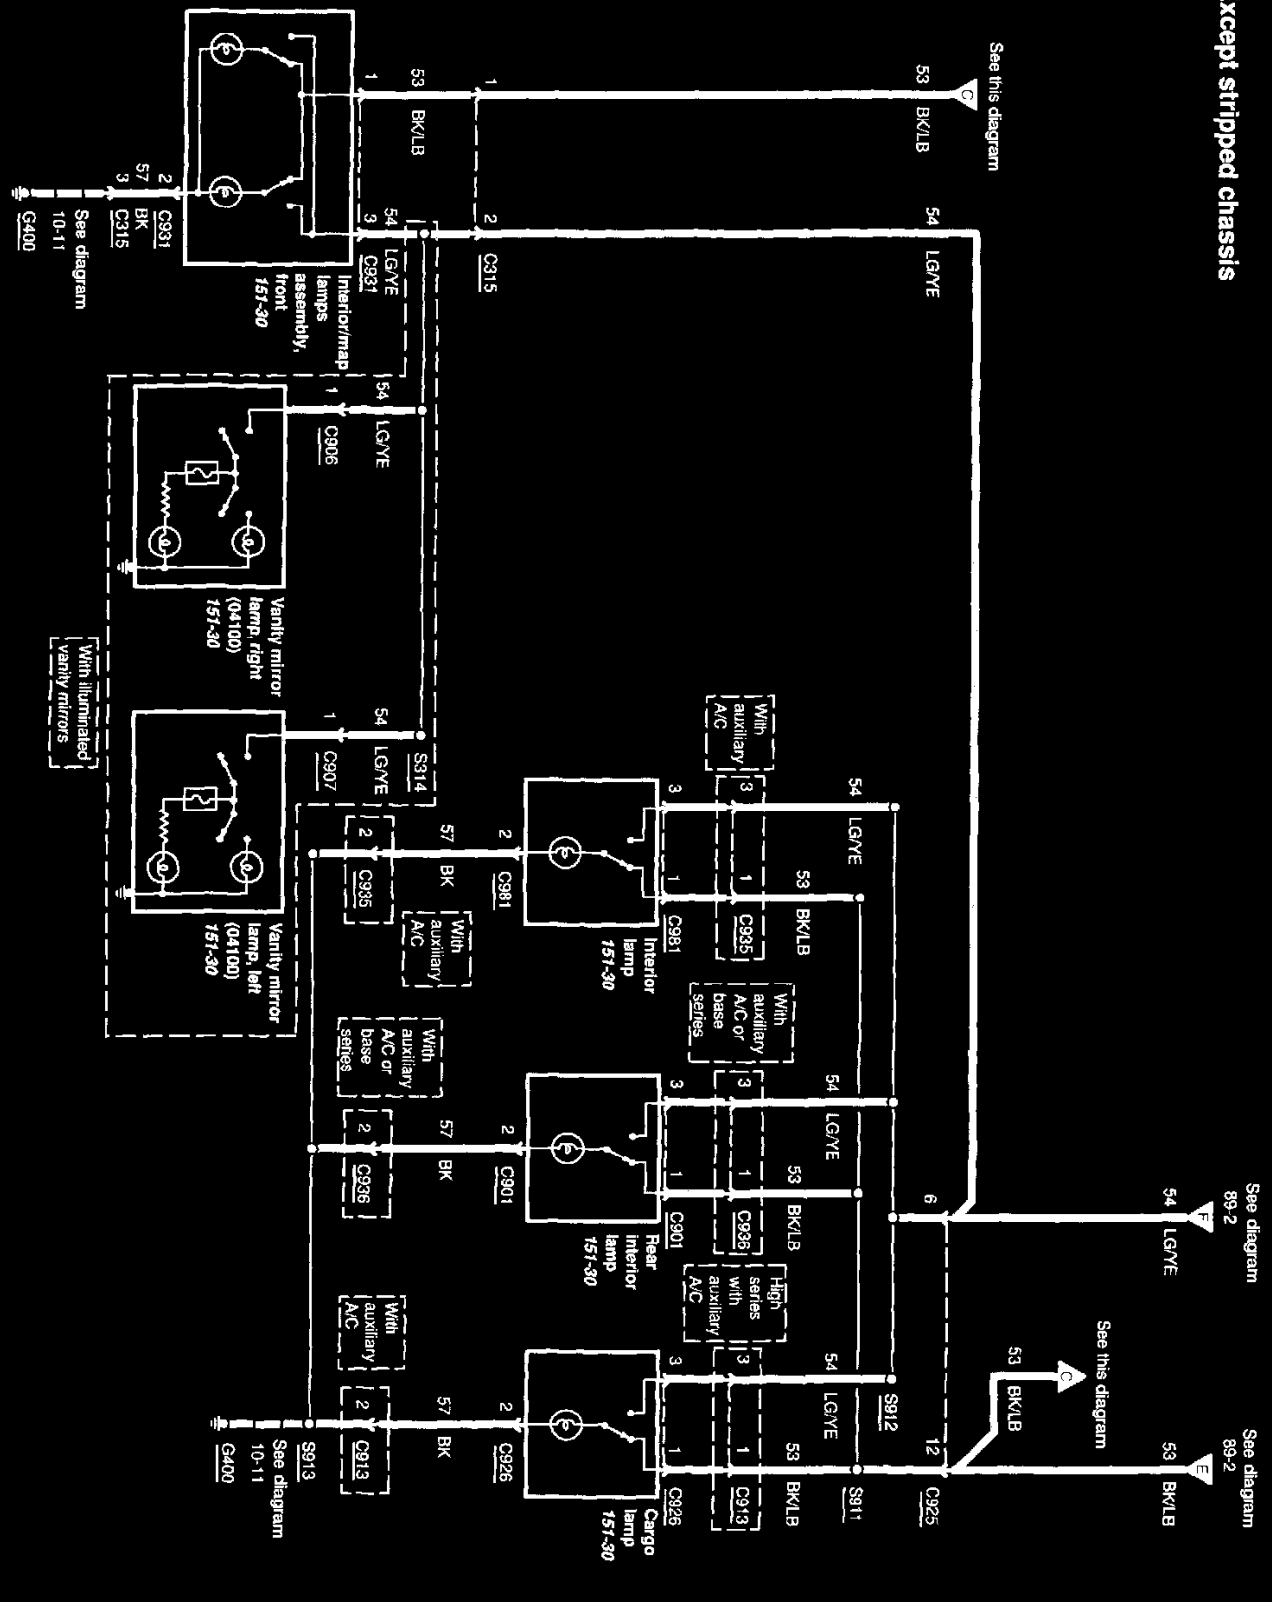 xcept stripped chassis
See diagram
89-2
F
54 LG/YE
See diagram
89-2
E
53 BK/LB
See this diagram
C
53 BK/LB
See this diagram
C
53 BK/LB
54 LG/YE
6
12
C925
S912
S911
54 LG/YE
53 BK/LB
54 LG/YE
53 BK/LB
54 LG/YE
53 BK/LB
With
auxiliary
A/C
3
1
C935
With
auxiliary
A/C or
base
series
3
1
C936
High
series
with
auxiliary
A/C
3
1
C913
3
1
C981
Interior
lamp
151-30
3
1
C901
Rear
interior
lamp
151-30
3
1
C926
Cargo
lamp
151-30
2
C981
57 BK
With
auxiliary
A/C
2
C935
2
C901
57 BK
With
auxiliary
A/C or
base
series
2
C936
2
C926
57 BK
With
auxiliary
A/C
2
C913
S913
See diagram
10-11
G400
1
2
C315
53 BK/LB
54 LG/YE
1
3
C931
Interior/map
lamps
assembly,
front
151-30
2
C931
57 BK
3
C315
See diagram
10-11
G400
54 LG/YE
1
C906
Vanity mirror
lamp, right
(04100)
151-30
S314
54 LG/YE
1
C907
Vanity mirror
lamp, left
(04100)
151-30
With illuminated
vanity mirrors